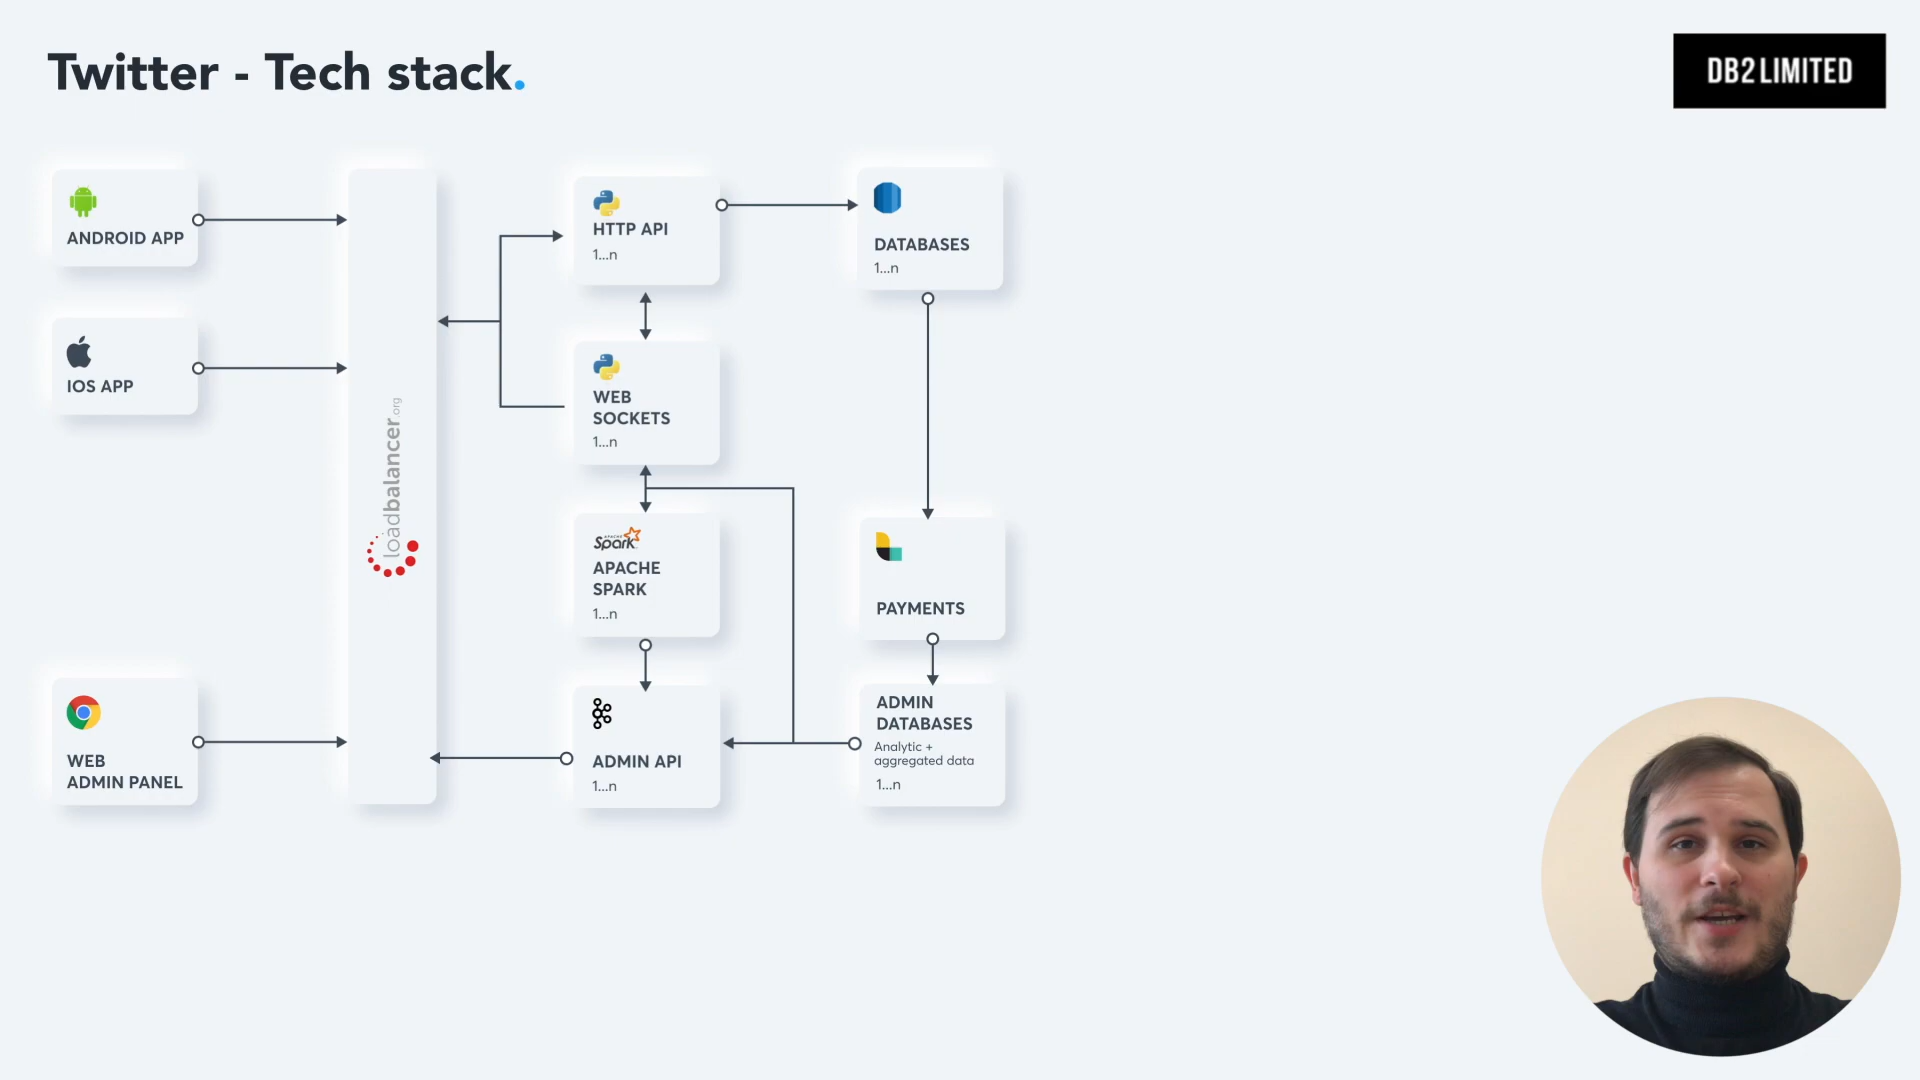 Twitter - Tech stack.
DB2 LIMITED
ANDROID APP
IOS APP
WEB
ADMIN PANEL
loadbalancer.org
HTTP API
1...n
WEB
SOCKETS
1...n
APACHE
Spark
APACHE
SPARK
1...n
ADMIN API
1...n
DATABASES
1...n
PAYMENTS
ADMIN
DATABASES
Analytic +
aggregated data
1...n